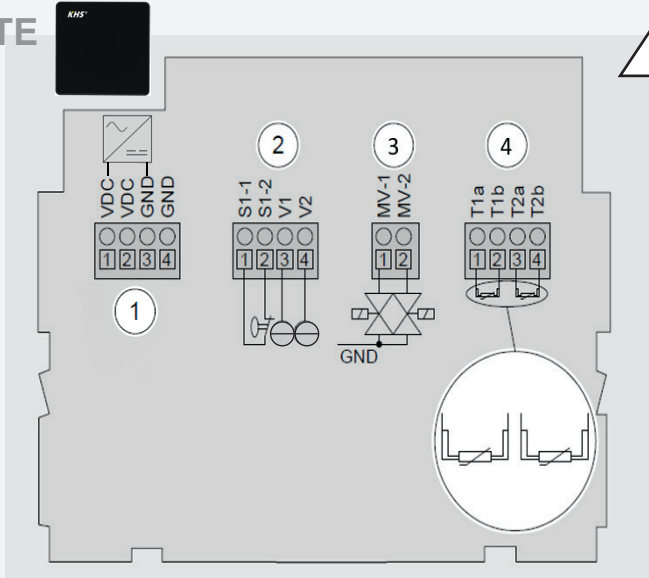 TE
KHS®
2
3
4
VDC VDC GND GND
S1-1 S1-2 V1 V2
MV-1 MV-2
T1a T1b T2a T2b
1 2 3 4
1 2 3 4
1 2
1 2 3 4
1
GND